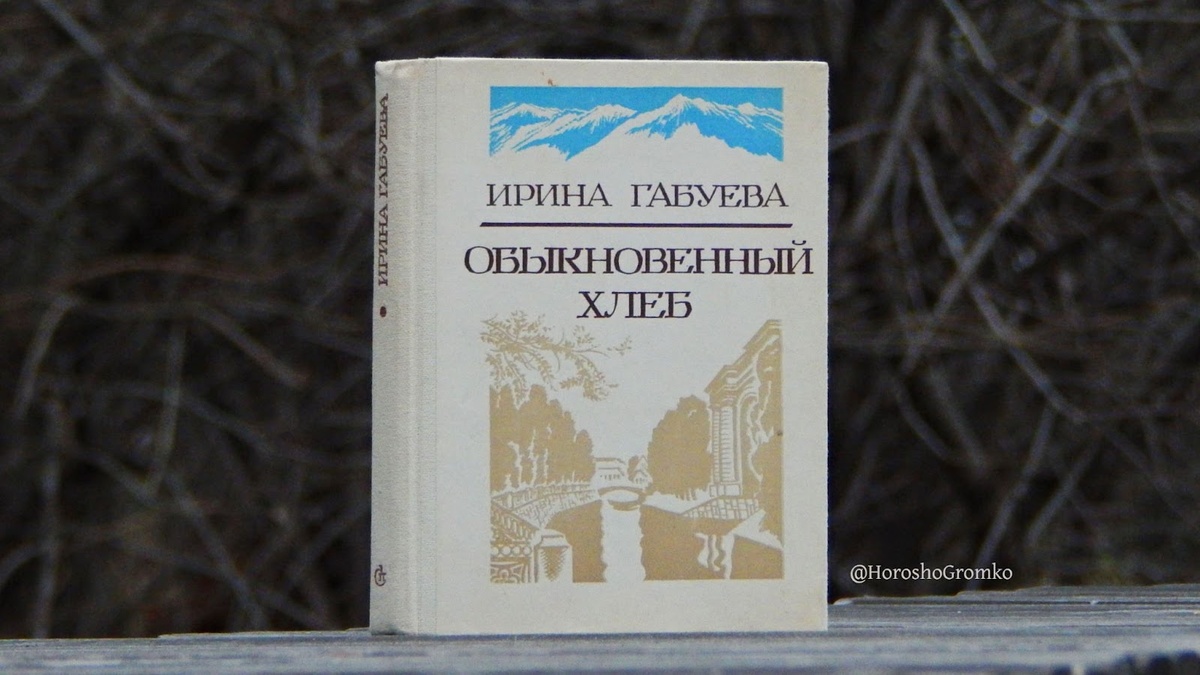 ИРИНА ГАБУЕВА
ИРИНА ГАБУЕВА
ОБЫКНОВЕННЫЙ
ХЛЕБ
@HoroshoGromko